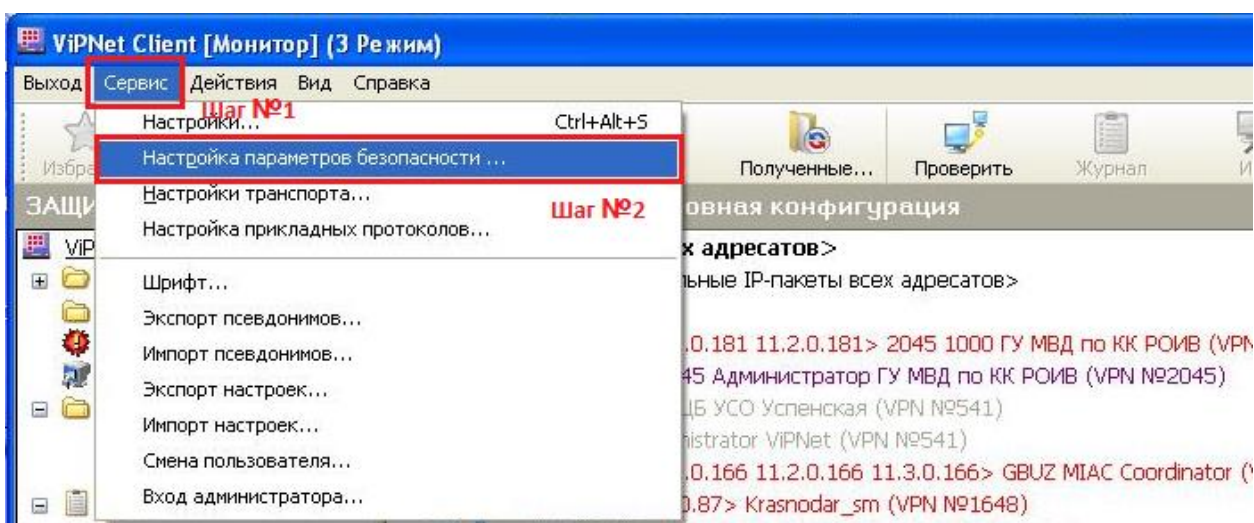 ViPNet Client [Монитор] (3 Режим)
Выход Сервис Действия Вид Справка
Шаг №1
Настройки... Ctrl+Alt+S
Настройка параметров безопасности ...
Шаг №2
Настройки транспорта...
Настройка прикладных протоколов...
Шрифт...
Экспорт псевдонимов...
Импорт псевдонимов...
Экспорт настроек...
Импорт настроек...
Смена пользователя...
Вход администратора...
Полученные... Проверить Журнал
овная конфигурация
х адресатов>
ьные IP-пакеты всех адресатов>
.0.181 11.2.0.181> 2045 1000 ГУ МВД по КК РОИВ (VPN
45 Администратор ГУ МВД по КК РОИВ (VPN №2045)
ЦБ УСО Успенская (VPN №541)
istrator ViPNet (VPN №541)
.0.166 11.2.0.166 11.3.0.166> GBUZ MIAC Coordinator (
0.87> Krasnodar_sm (VPN №1648)